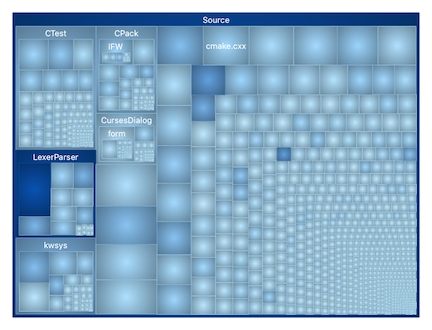 Source
CTest
CPack
IFW
cmake.cxx
CursesDialog
form
LexerParser
kwsys